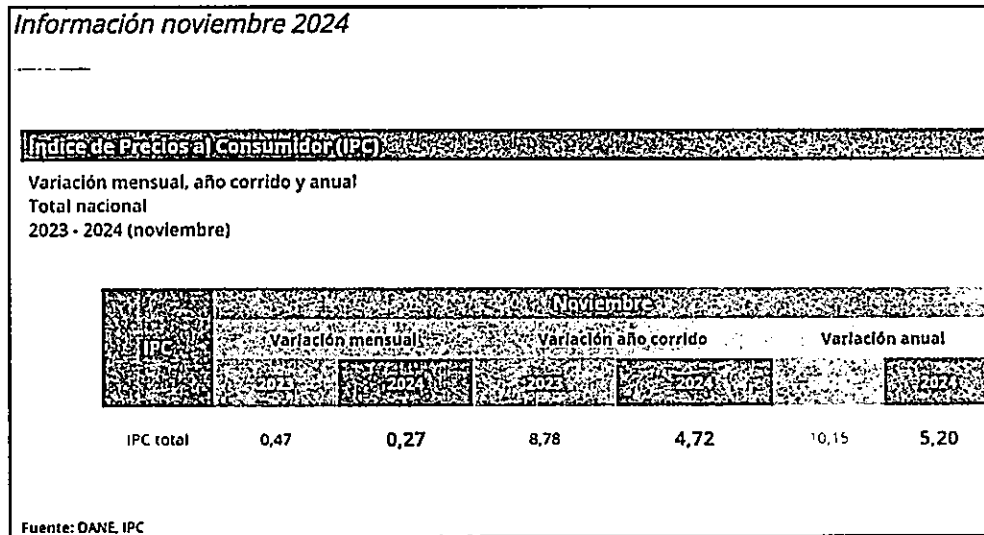 Información noviembre 2024
Índice de Precios al Consumidor (IPC)
Variación mensual, año corrido y anual
Total nacional
2023 - 2024 (noviembre)
IPC Noviembre
Variación mensual Variación año corrido Variación anual
2023 2024 2023 2024 2024
IPC total 0,47 0,27 8,78 4,72 10,15 5,20
Fuente: DANE, IPC